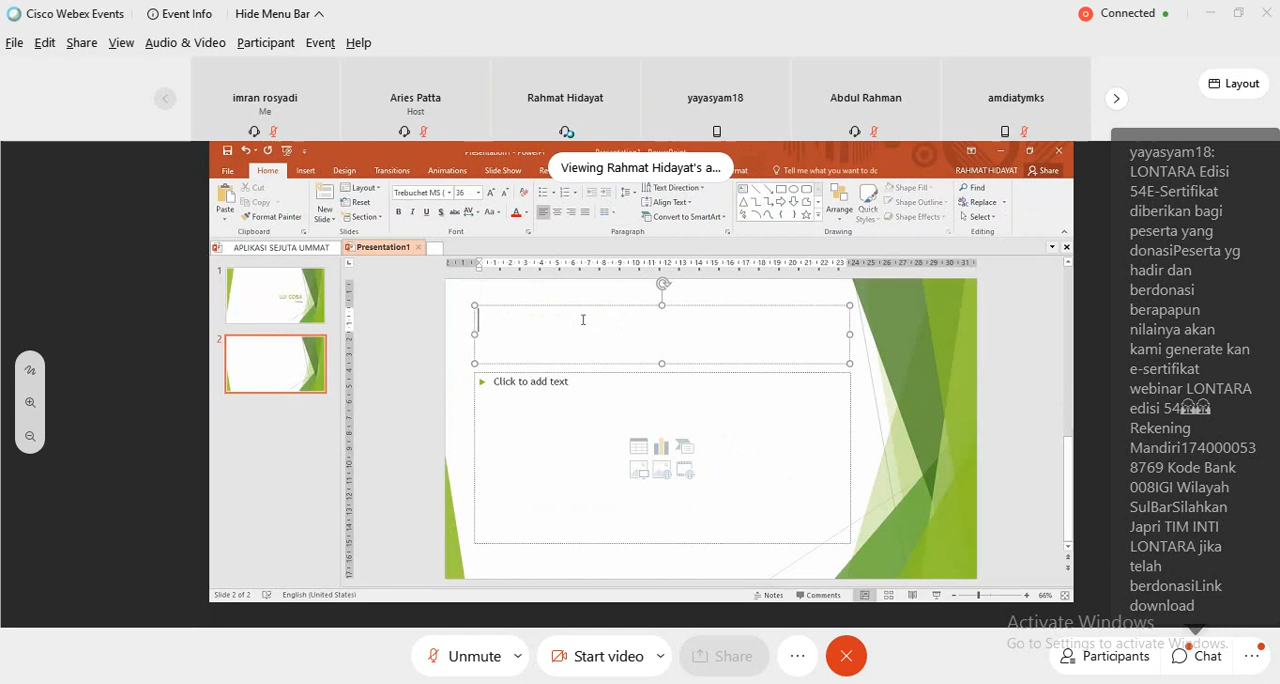 Cisco Webex Events
Event Info
Hide Menu Bar
Connected
File Edit Share View Audio & Video Participant Event Help
Layout
imran rosyadi
Me
Aries Patta
Host
Rahmat Hidayat
yayasyam18
Abdul Rahman
amdiatymks
Viewing Rahmat Hidayat's a...
File Home Insert Design Transitions Animations Slide Show
Tell me what you want to do
RAHMAT HIDAYAT
Share
Paste
Cut
Copy
Format Painter
Clipboard
New
Slide
Layout
Reset
Section
Slides
Trebuchet MS (
36
B I U S abc AV Aa A
Font
Text Direction
Align Text
Convert to SmartArt
Paragraph
Arrange
Quick
Styles
Shape Fill
Shape Outline
Shape Effects
Drawing
Find
Replace
Select
Editing
APLIKASI SEJUTA UMMAT
Presentation1
1
2
Click to add text
Slide 2 of 2
English (United States)
Notes
Comments
66%
yayasyam18:
LONTARA Edisi
54E-Sertifikat
diberikan bagi
peserta yang
donasiPeserta yg
hadir dan
berdonasi
berapapun
nilainya akan
kami generate kan
e-sertifikat
webinar LONTARA
edisi 54
Rekening
Mandiri174000053
8769 Kode Bank
008IGI Wilayah
SulBarSilahkan
Japri TIM INTI
LONTARA jika
telah
berdonasiLink
download
Activate Windows
Go to Settings to activate Windows.
Unmute
Start video
Share
Participants
Chat